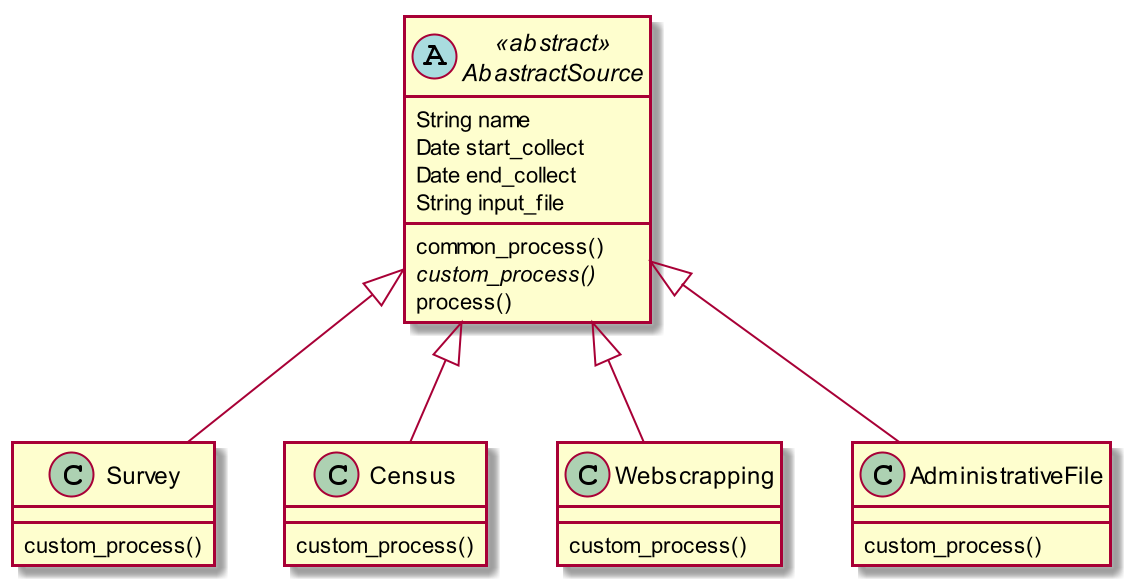 A
«abstract»
AbastractSource
String name
Date start_collect
Date end_collect
String input_file
common_process()
custom_process()
process()
C Survey
custom_process()
C Census
custom_process()
C Webscrapping
custom_process()
C AdministrativeFile
custom_process()